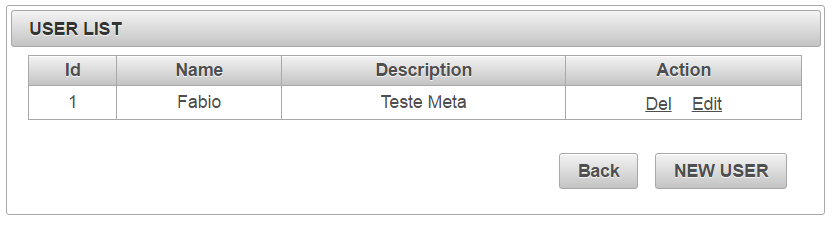 USER LIST
Id Name Description Action
1 Fabio Teste Meta Del Edit
Back NEW USER